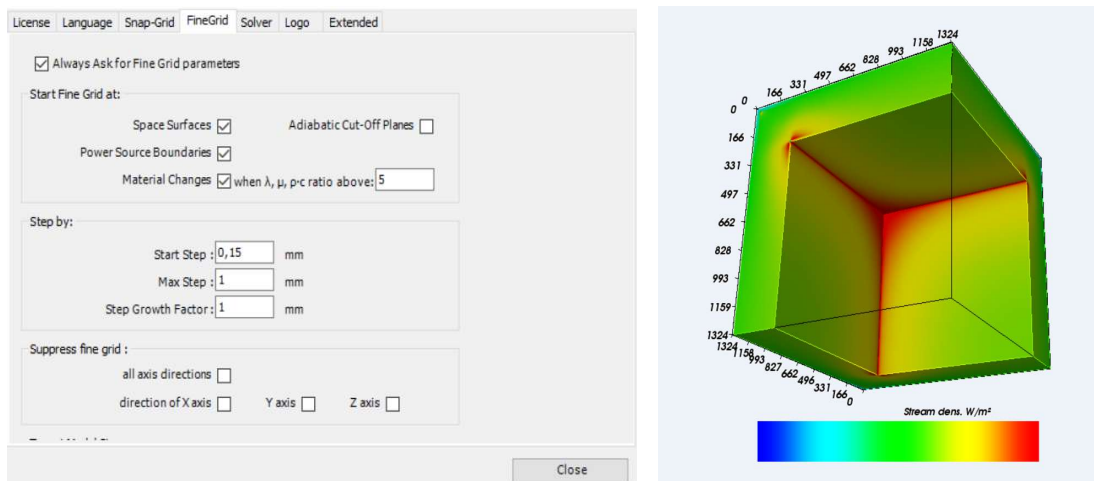 License Language Snap-Grid FineGrid Solver Logo Extended
Always Ask for Fine Grid parameters
Start Fine Grid at:
Space Surfaces Adiabatic Cut-Off Planes
Power Source Boundaries
Material Changes when λ, μ, ρ·c ratio above: 5
Step by:
Start Step : 0,15 mm
Max Step : 1 mm
Step Growth Factor : 1 mm
Suppress fine grid :
all axis directions
direction of X axis Y axis Z axis
Close
0 166 331 497 662 828 993 1158 1324
0
166
331
497
662
828
993
1159
1324
1324 1158 993 827 662 496 331 166 0
Stream dens. W/m²